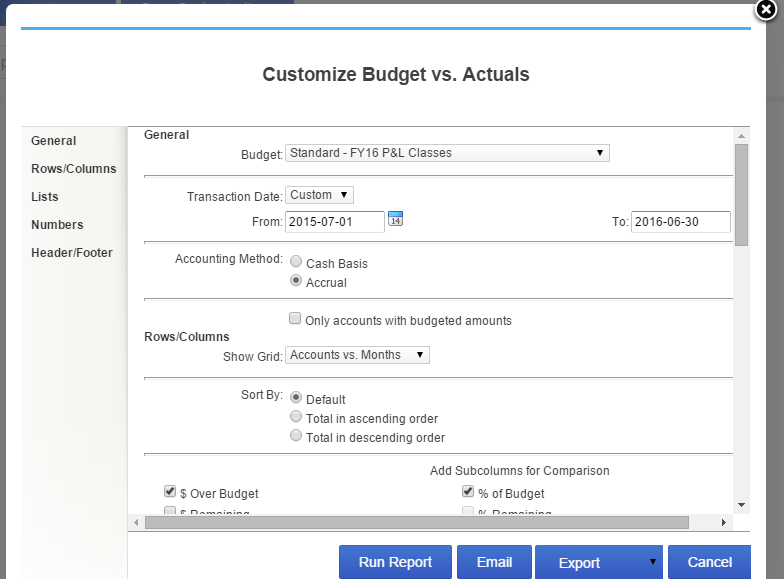 Customize Budget vs. Actuals
General
Rows/Columns
Lists
Numbers
Header/Footer
General
Budget: Standard - FY16 P&L Classes
Transaction Date: Custom
From: 2015-07-01 14 To: 2016-06-30
Accounting Method: Cash Basis
Accrual
Only accounts with budgeted amounts
Rows/Columns
Show Grid: Accounts vs. Months
Sort By: Default
Total in ascending order
Total in descending order
Add Subcolumns for Comparison
$ Over Budget % of Budget
$ Remaining % Remaining
Run Report Email Export Cancel